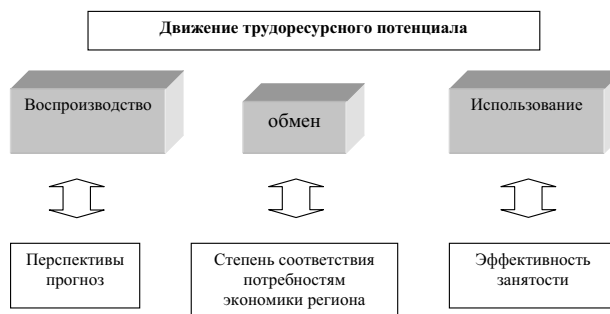 Движение трудоресурсного потенциала
Воспроизводство
обмен
Использование
Перспективы
прогноз
Степень соответствия
потребностям
экономики региона
Эффективность
занятости